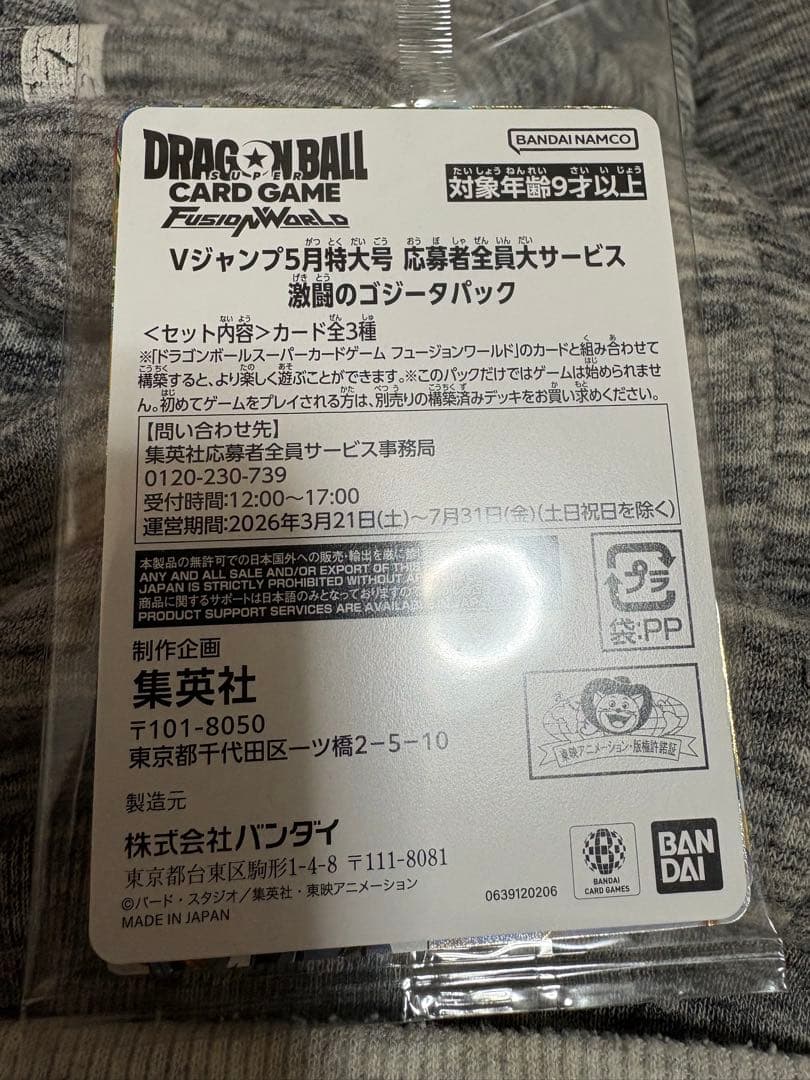 DRAGON BALL
SUPER
CARD GAME
FUSION WORLD
BANDAI NAMCO
対象年齢9才以上
Vジャンプ5月特大号 応募者全員大サービス
激闘のゴジータパック
<セット内容>カード全3種
※「ドラゴンボールスーパーカードゲーム フュージョンワールド」のカードと組み合わせて
構築すると、より楽しく遊ぶことができます。※このパックだけではゲームは始められませ
ん。初めてゲームをプレイされる方は、別売りの構築済みデッキをお買い求めください。
【問い合わせ先】
集英社応募者全員サービス事務局
0120-230-739
受付時間:12:00〜17:00
運営期間:2026年3月21日(土)〜7月31日(金)(土日祝日を除く)
本製品の無許可での日本国外への販売・輸出を厳に
ANY AND ALL SALE AND/OR EXPORT OF THIS
JAPAN IS STRICTLY PROHIBITED WITHOUT
商品に関するサポートは日本語のみとなっております
PRODUCT SUPPORT SERVICES ARE
プラ
袋:PP
制作企画
集英社
〒101-8050
東京都千代田区一ツ橋2-5-10
東映アニメーション・版権許諾証
製造元
株式会社バンダイ
東京都台東区駒形1-4-8 〒111-8081
©バード・スタジオ/集英社・東映アニメーション
MADE IN JAPAN
0639120206
BANDAI
CARD GAMES
BAN
DAI